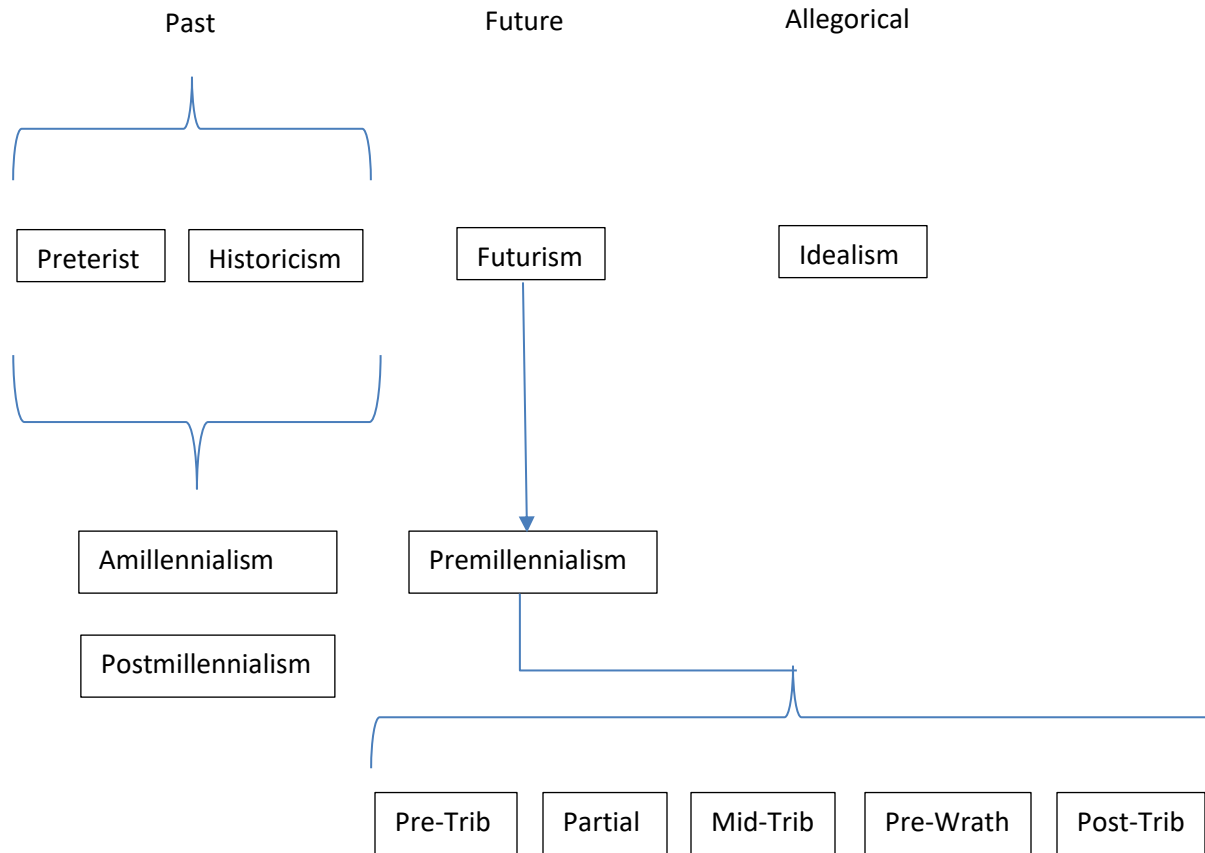 Past
Future
Allegorical
Preterist
Historicism
Futurism
Idealism
Amillennialism
Premillennialism
Postmillennialism
Pre-Trib
Partial
Mid-Trib
Pre-Wrath
Post-Trib